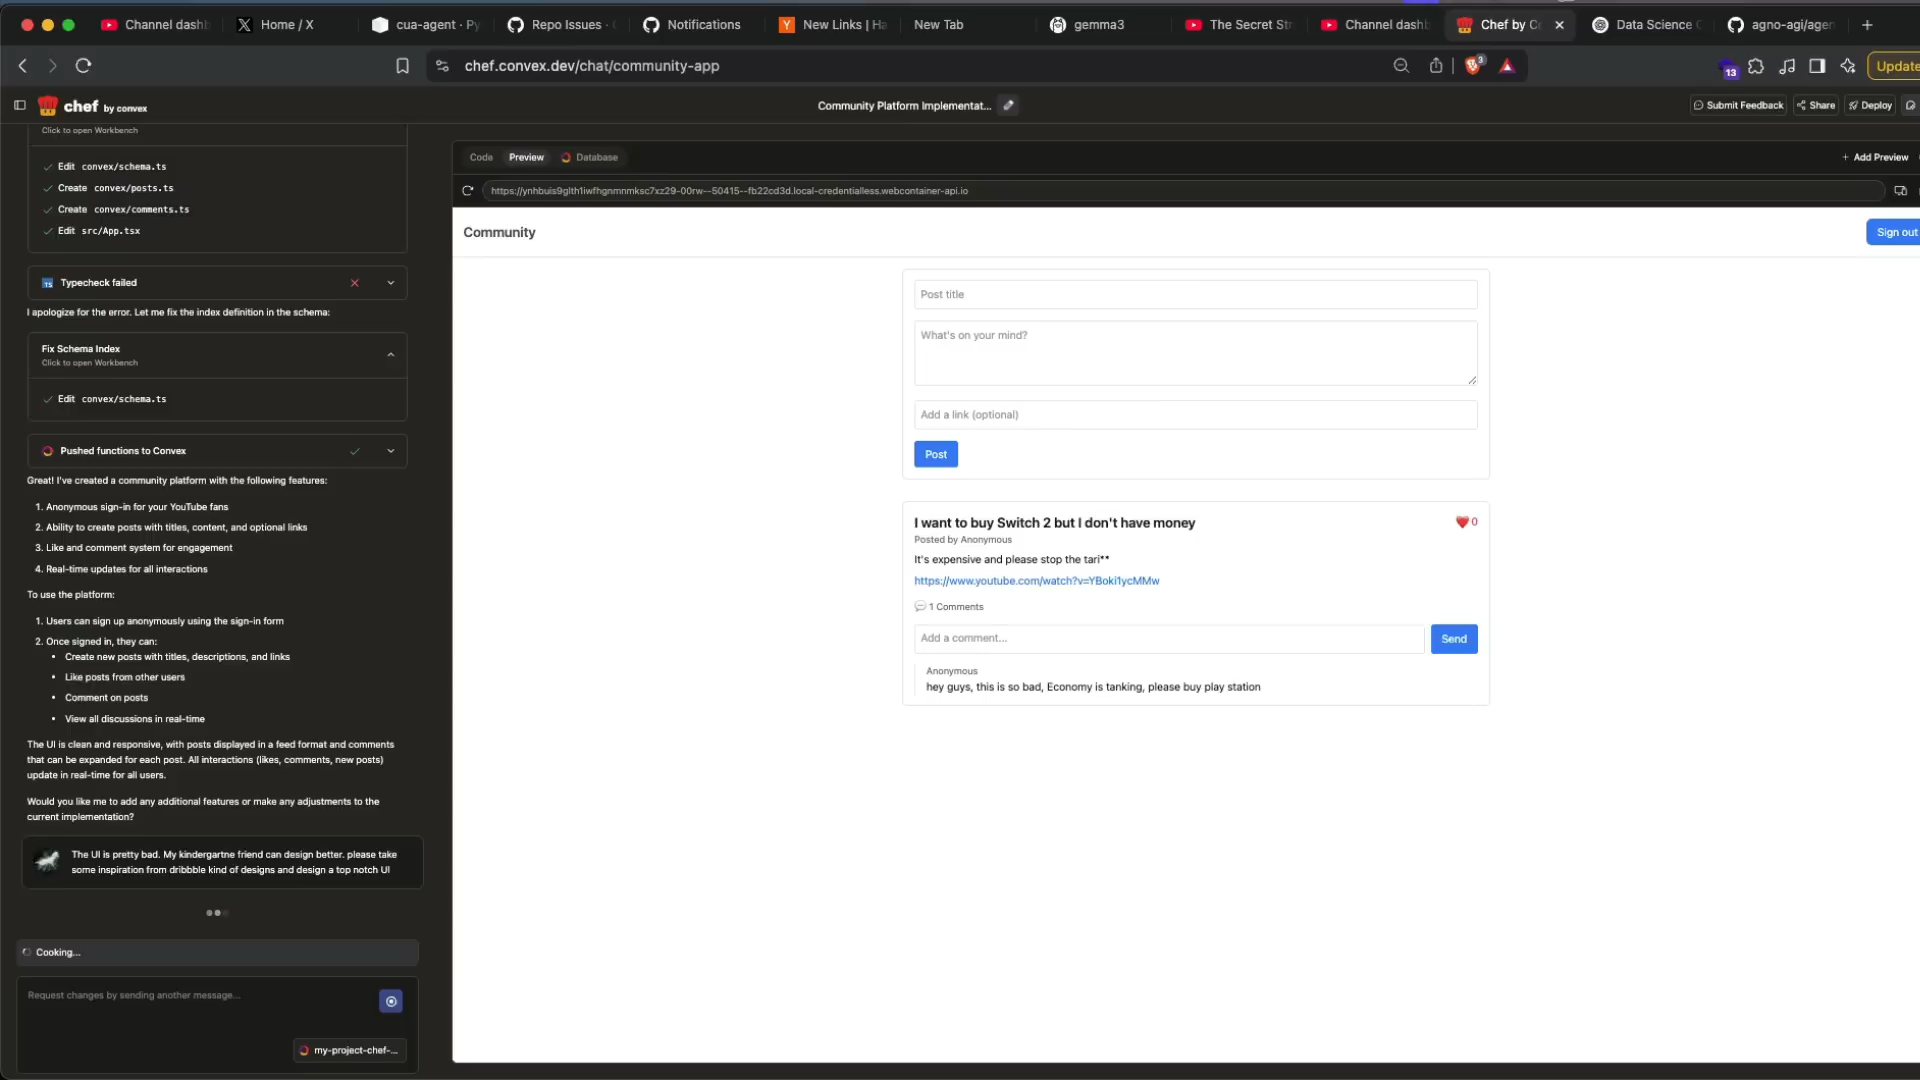 Channel dashb
Home / X
cua-agent · Py
Repo Issues ·
Notifications
New Links | Ha
New Tab
gemma3
The Secret Str
Channel dashb
Chef by C
Data Science
agno-agi/agen
chef.convex.dev/chat/community-app
3
13
Update
chef by convex
Community Platform Implementat...
Submit Feedback
Share
Deploy
Click to open Workbench
Edit convex/schema.ts
Create convex/posts.ts
Create convex/comments.ts
Edit src/App.tsx
TS Typecheck failed
I apologize for the error. Let me fix the index definition in the schema:
Fix Schema Index
Click to open Workbench
Edit convex/schema.ts
Pushed functions to Convex
Great! I've created a community platform with the following features:
1. Anonymous sign-in for your YouTube fans
2. Ability to create posts with titles, content, and optional links
3. Like and comment system for engagement
4. Real-time updates for all interactions
To use the platform:
1. Users can sign up anonymously using the sign-in form
2. Once signed in, they can:
• Create new posts with titles, descriptions, and links
• Like posts from other users
• Comment on posts
• View all discussions in real-time
The UI is clean and responsive, with posts displayed in a feed format and comments
that can be expanded for each post. All interactions (likes, comments, new posts)
update in real-time for all users.
Would you like me to add any additional features or make any adjustments to the
current implementation?
The UI is pretty bad. My kindergartne friend can design better. please take
some inspiration from dribbble kind of designs and design a top notch UI
Cooking...
Request changes by sending another message...
my-project-chef-...
Code
Preview
Database
+ Add Preview
https://ynhbuis9glth1iwfhgnmnmksc7xz29-00rw--50415--fb22cd3d.local-credentialless.webcontainer-api.io
Community
Sign out
Post title
What's on your mind?
Add a link (optional)
Post
I want to buy Switch 2 but I don't have money
0
Posted by Anonymous
It's expensive and please stop the tari**
https://www.youtube.com/watch?v=YBoki1ycMMw
1 Comments
Add a comment...
Send
Anonymous
hey guys, this is so bad, Economy is tanking, please buy play station